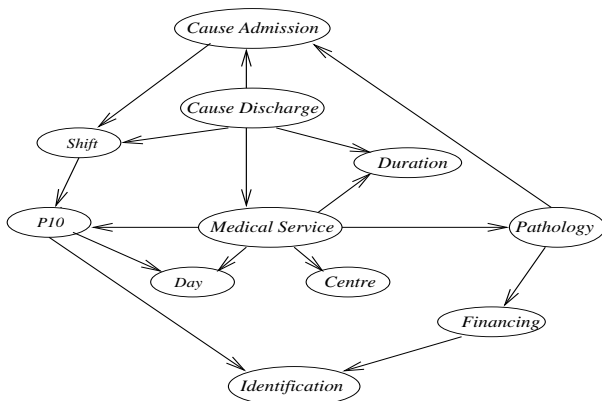 Cause Admission
Cause Discharge
Shift
Duration
P10
Medical Service
Pathology
Day
Centre
Financing
Identification